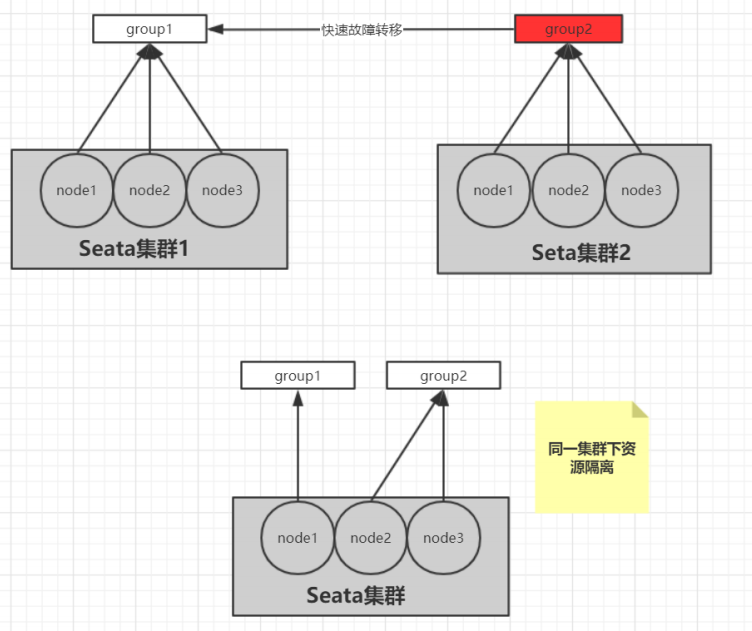 group1
快速故障转移
group2
node1
node2
node3
Seata集群1
node1
node2
node3
Seta集群2
group1
group2
同一集群下资
源隔离
node1
node2
node3
Seata集群